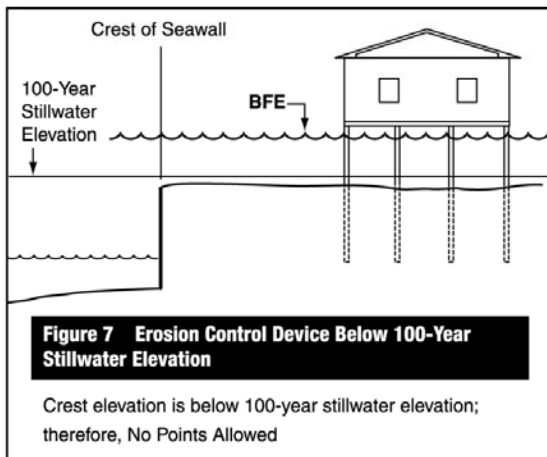 Crest of Seawall
100-Year
Stillwater
Elevation
BFE
Figure 7 Erosion Control Device Below 100-Year
Stillwater Elevation
Crest elevation is below 100-year stillwater elevation;
therefore, No Points Allowed